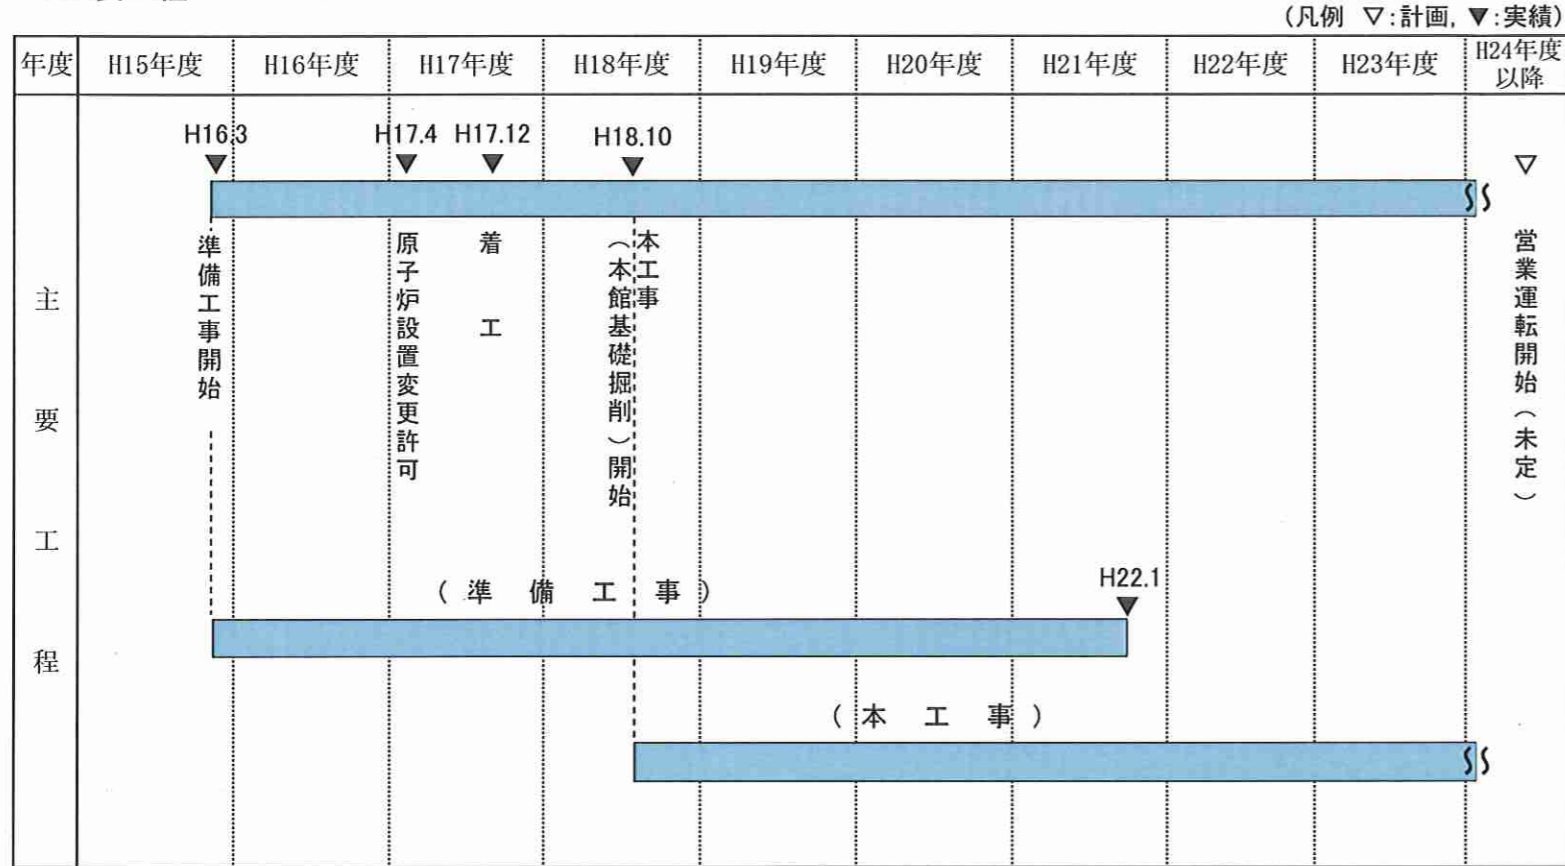 (凡例 ▽:計画, ▼:実績)
年度
H15年度
H16年度
H17年度
H18年度
H19年度
H20年度
H21年度
H22年度
H23年度
H24年度
以降
主要工程
H16.3
H17.4
H17.12
H18.10
▽
準備工事開始
原子炉設置変更許可
着工
本工事
(本館基礎掘削)開始
営業運転開始(未定)
(準備工事)
H22.1
(本工事)